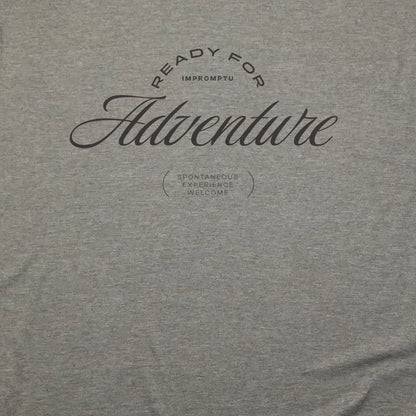 READY FOR
IMPROMPTU
Adventure
SPONTANEOUS
EXPERIENCE
WELCOME